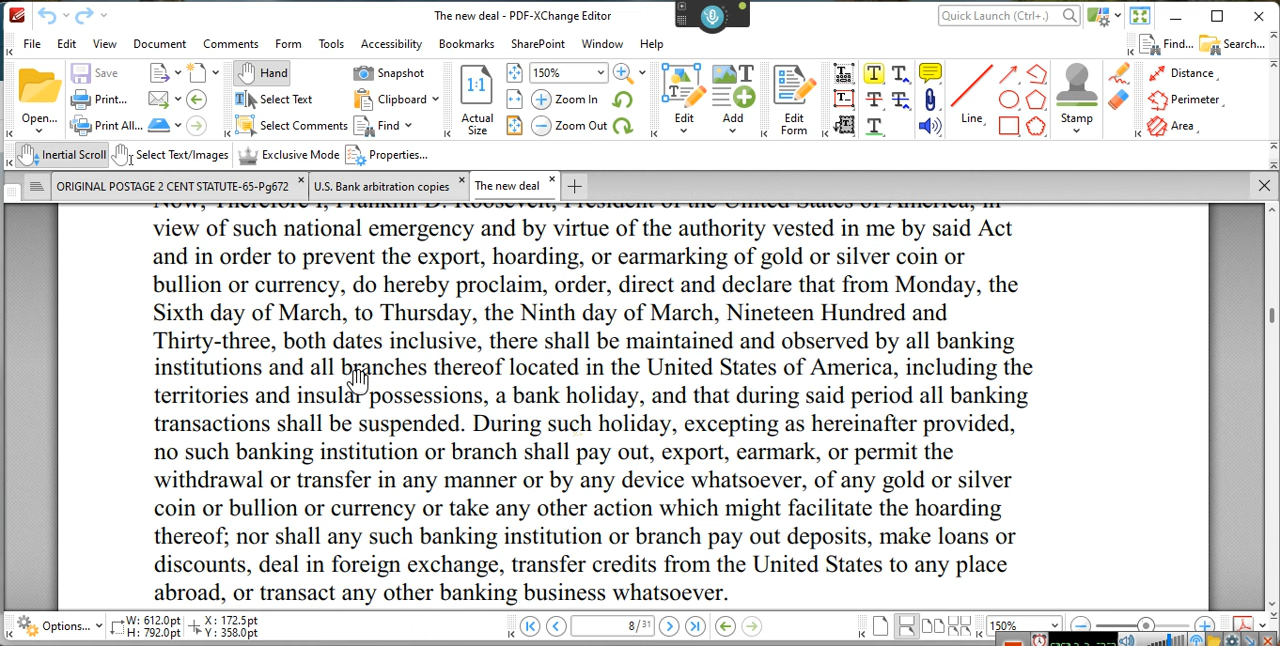 The new deal - PDF-XChange Editor
Quick Launch (Ctrl+.)
File Edit View Document Comments Form Tools Accessibility Bookmarks SharePoint Window Help
Find... Search...
Open... Save Print... Print All... Hand Select Text Select Comments Snapshot Clipboard Find
1:1 Actual Size 150% Zoom In Zoom Out Edit Add Edit Form Line Stamp Distance Perimeter Area
Inertial Scroll Select Text/Images Exclusive Mode Properties...
ORIGINAL POSTAGE 2 CENT STATUTE-65-Pg672 U.S. Bank arbitration copies The new deal
Now, Therefore I, Franklin D. Roosevelt, President of the United States of America, in
view of such national emergency and by virtue of the authority vested in me by said Act
and in order to prevent the export, hoarding, or earmarking of gold or silver coin or
bullion or currency, do hereby proclaim, order, direct and declare that from Monday, the
Sixth day of March, to Thursday, the Ninth day of March, Nineteen Hundred and
Thirty-three, both dates inclusive, there shall be maintained and observed by all banking
institutions and all branches thereof located in the United States of America, including the
territories and insular possessions, a bank holiday, and that during said period all banking
transactions shall be suspended. During such holiday, excepting as hereinafter provided,
no such banking institution or branch shall pay out, export, earmark, or permit the
withdrawal or transfer in any manner or by any device whatsoever, of any gold or silver
coin or bullion or currency or take any other action which might facilitate the hoarding
thereof; nor shall any such banking institution or branch pay out deposits, make loans or
discounts, deal in foreign exchange, transfer credits from the United States to any place
abroad, or transact any other banking business whatsoever.
Options... W: 612.0pt H: 792.0pt X: 172.5pt Y: 358.0pt 8/31 150%